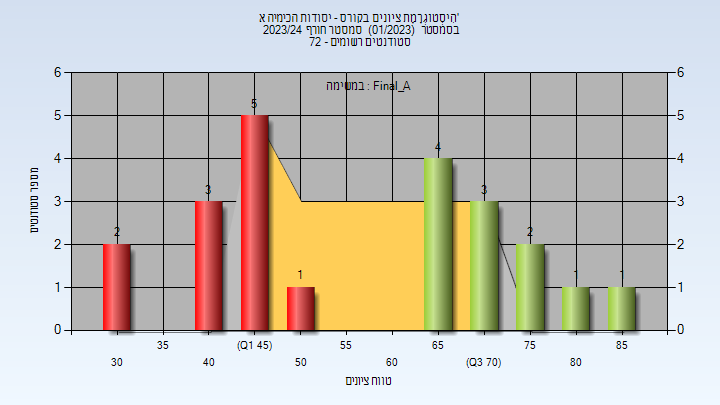 היסטוגרמת ציונים בקורס - יסודות הכימיה א'
בסמסטר (01/2023) סמסטר חורף 2023/24
סטודנטים רשומים - 72
במשימה : Final_A
מספר סטודנטים
6 6
5 5
4 4
3 3
2 2
1 1
0 0
2 3 5 1 4 3 2 1 1
35 (Q1 45) 55 65 75 85
30 40 50 60 (Q3 70) 80
טווח ציונים